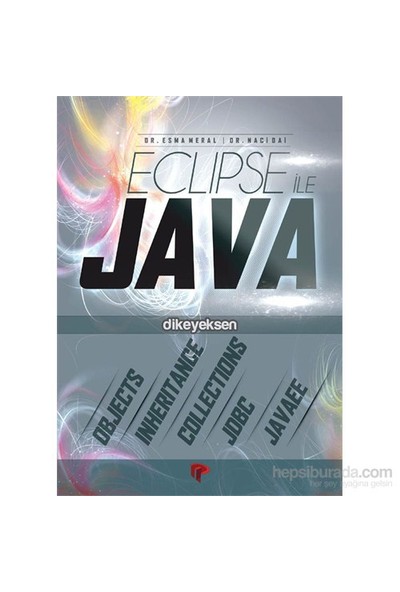 DR. ESMA MERAL | DR. NACİ DAI
ECLIPSE İLE
JAVA
dikeyeksen
OBJECTS
INHERITANCE
COLLECTIONS
JDBC
JAVAEE
hepsiburada.com
her şey ayağına gelsin